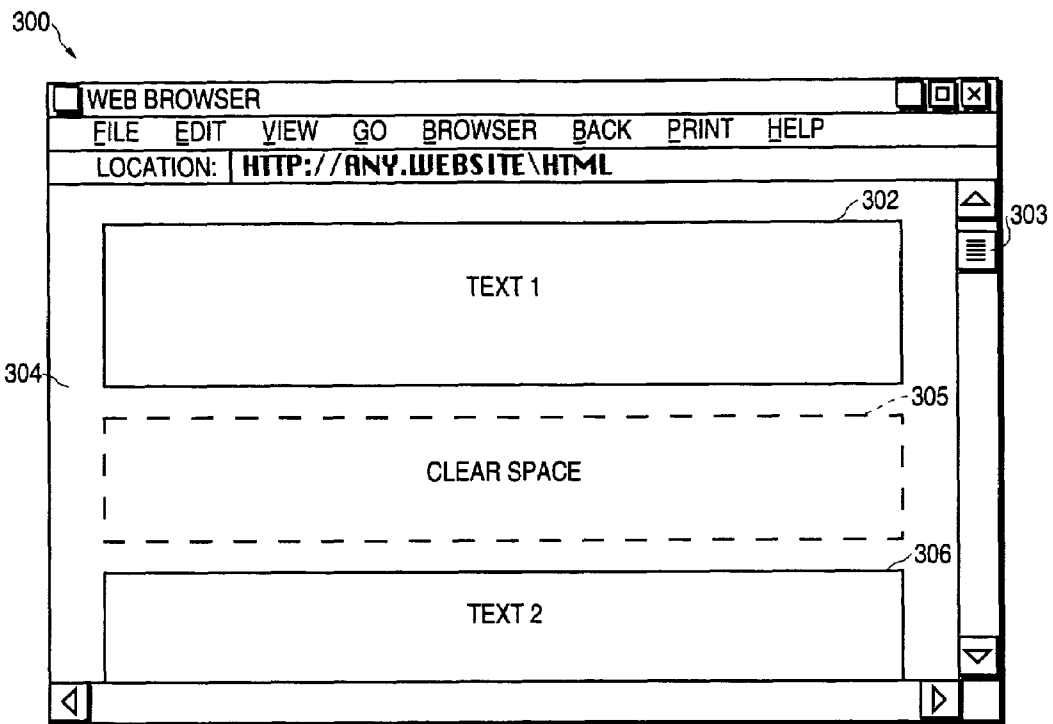 300
WEB BROWSER
FILE EDIT VIEW GO BROWSER BACK PRINT HELP
LOCATION: HTTP://ANY.WEBSITE\HTML
302
303
TEXT 1
304
305
CLEAR SPACE
306
TEXT 2